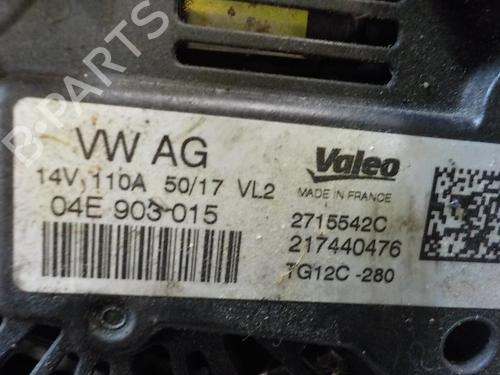 VW AG
14V 110A 50/17 VL2
04E 903 015
Valeo
MADE IN FRANCE
2715542C
217440476
TG12C -280
B-PARTS